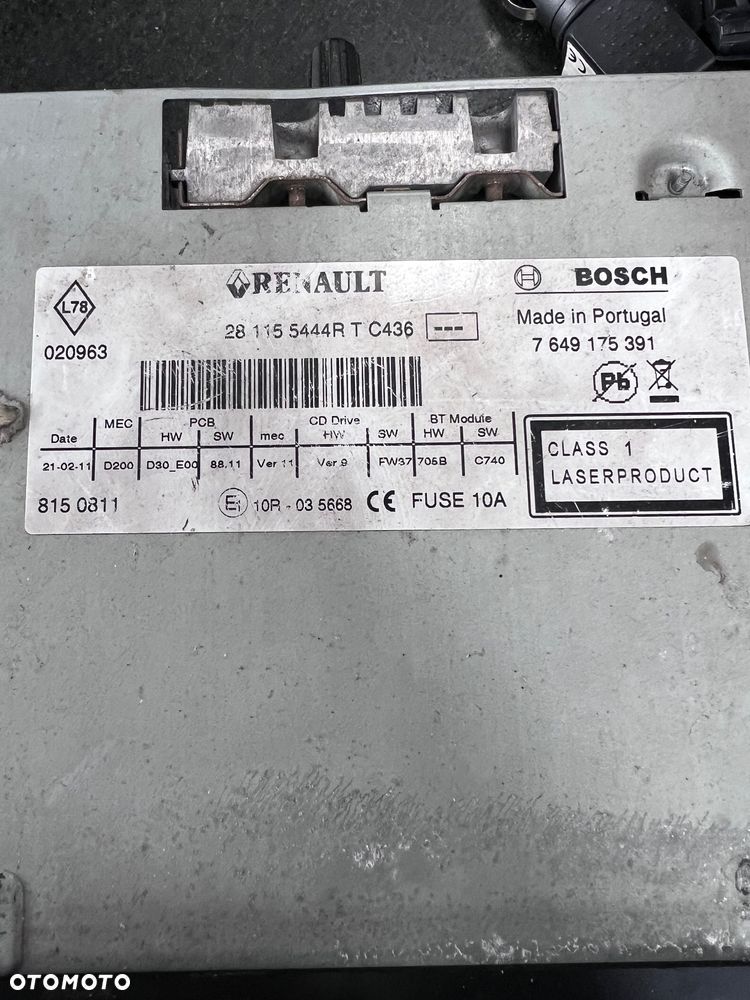 RENAULT
BOSCH
L78
28 115 5444R T C436
---
Made in Portugal
020963
7 649 175 391
Pb
MEC PCB CD Drive BT Module
Date HW SW mec HW SW HW SW
21-02-11 D200 D30_E00 88.11 Ver 11 Ver 9 FW37 705B C740
CLASS 1
LASERPRODUCT
815 0811
E1 10R - 03 5668 CE FUSE 10A
OTOMOTO